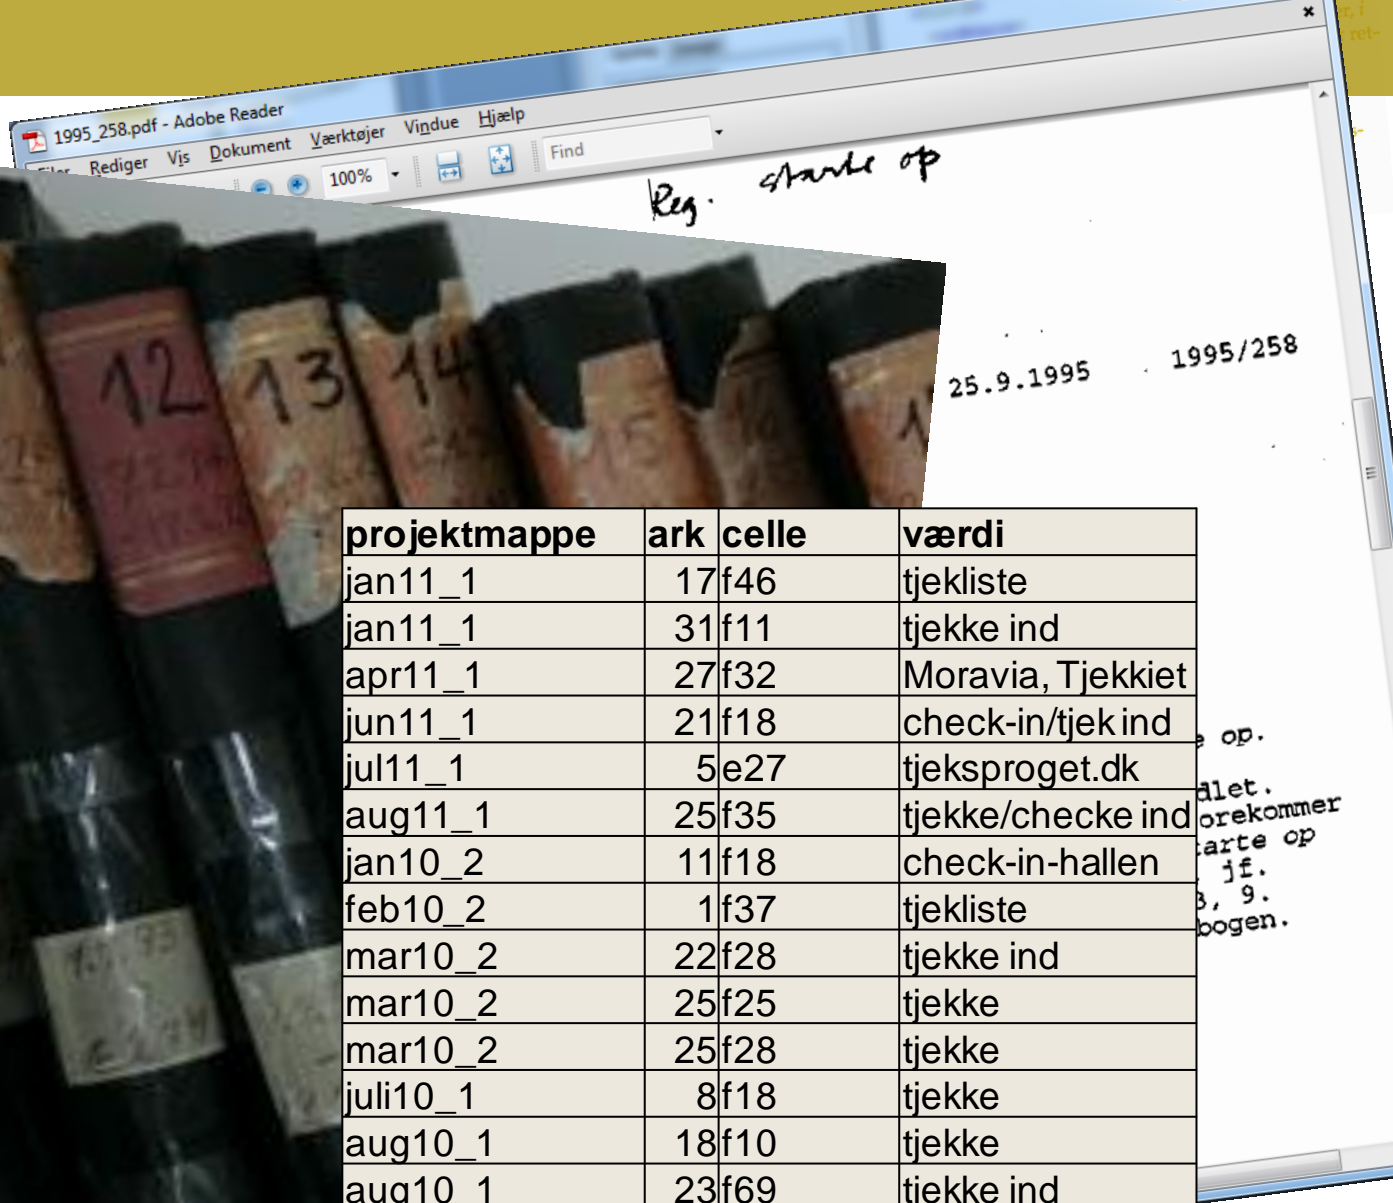 1995_258.pdf - Adobe Reader
Rediger Vis Dokument Værktøjer Vindue Hjælp
100% Find
Reg. starte op
25.9.1995 1995/258
12 13 14 15
projektmappe ark celle værdi
jan11_1 17 f46 tjekliste
jan11_1 31 f11 tjekke ind
apr11_1 27 f32 Moravia, Tjekkiet
jun11_1 21 f18 check-in/tjek ind
jul11_1 5 e27 tjeksproget.dk
aug11_1 25 f35 tjekke/checke ind
jan10_2 11 f18 check-in-hallen
feb10_2 1 f37 tjekliste
mar10_2 22 f28 tjekke ind
mar10_2 25 f25 tjekke
mar10_2 25 f28 tjekke
juli10_1 8 f18 tjekke
aug10_1 18 f10 tjekke
aug10_1 23 f69 tjekke ind
op.
dlet.
orekommer
arte op
jf.
9.
bogen.